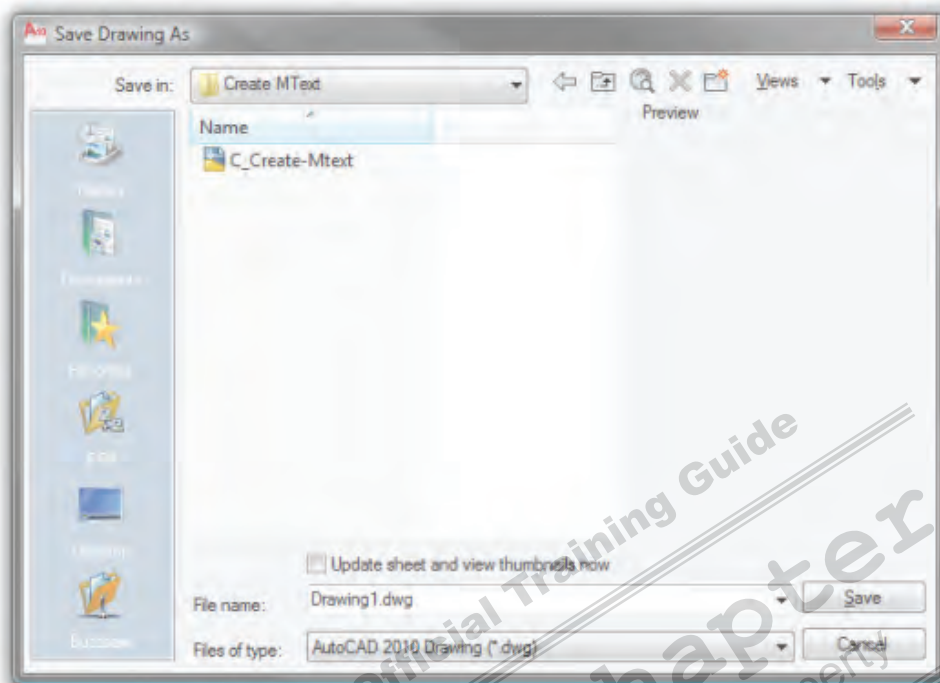 Save Drawing As
Save in:
Create MText
Views
Tools
Preview
Name
C_Create-Mtext
Update sheet and view thumbnails now
File name:
Drawing1.dwg
Save
Files of type:
AutoCAD 2010 Drawing (*.dwg)
Cancel
Buzzsaw
Official Training Guide